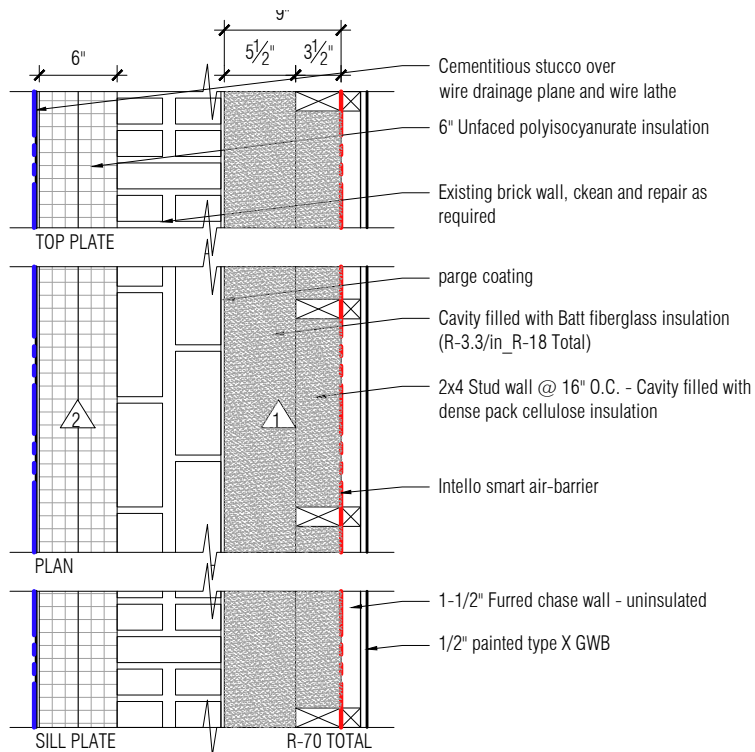 9"
6"
5½"
3½"
Cementitious stucco over
wire drainage plane and wire lathe
6" Unfaced polyisocyanurate insulation
Existing brick wall, ckean and repair as
required
TOP PLATE
parge coating
Cavity filled with Batt fiberglass insulation
(R-3.3/in_R-18 Total)
2x4 Stud wall @ 16" O.C. - Cavity filled with
dense pack cellulose insulation
2
1
Intello smart air-barrier
PLAN
1-1/2" Furred chase wall - uninsulated
1/2" painted type X GWB
SILL PLATE
R-70 TOTAL